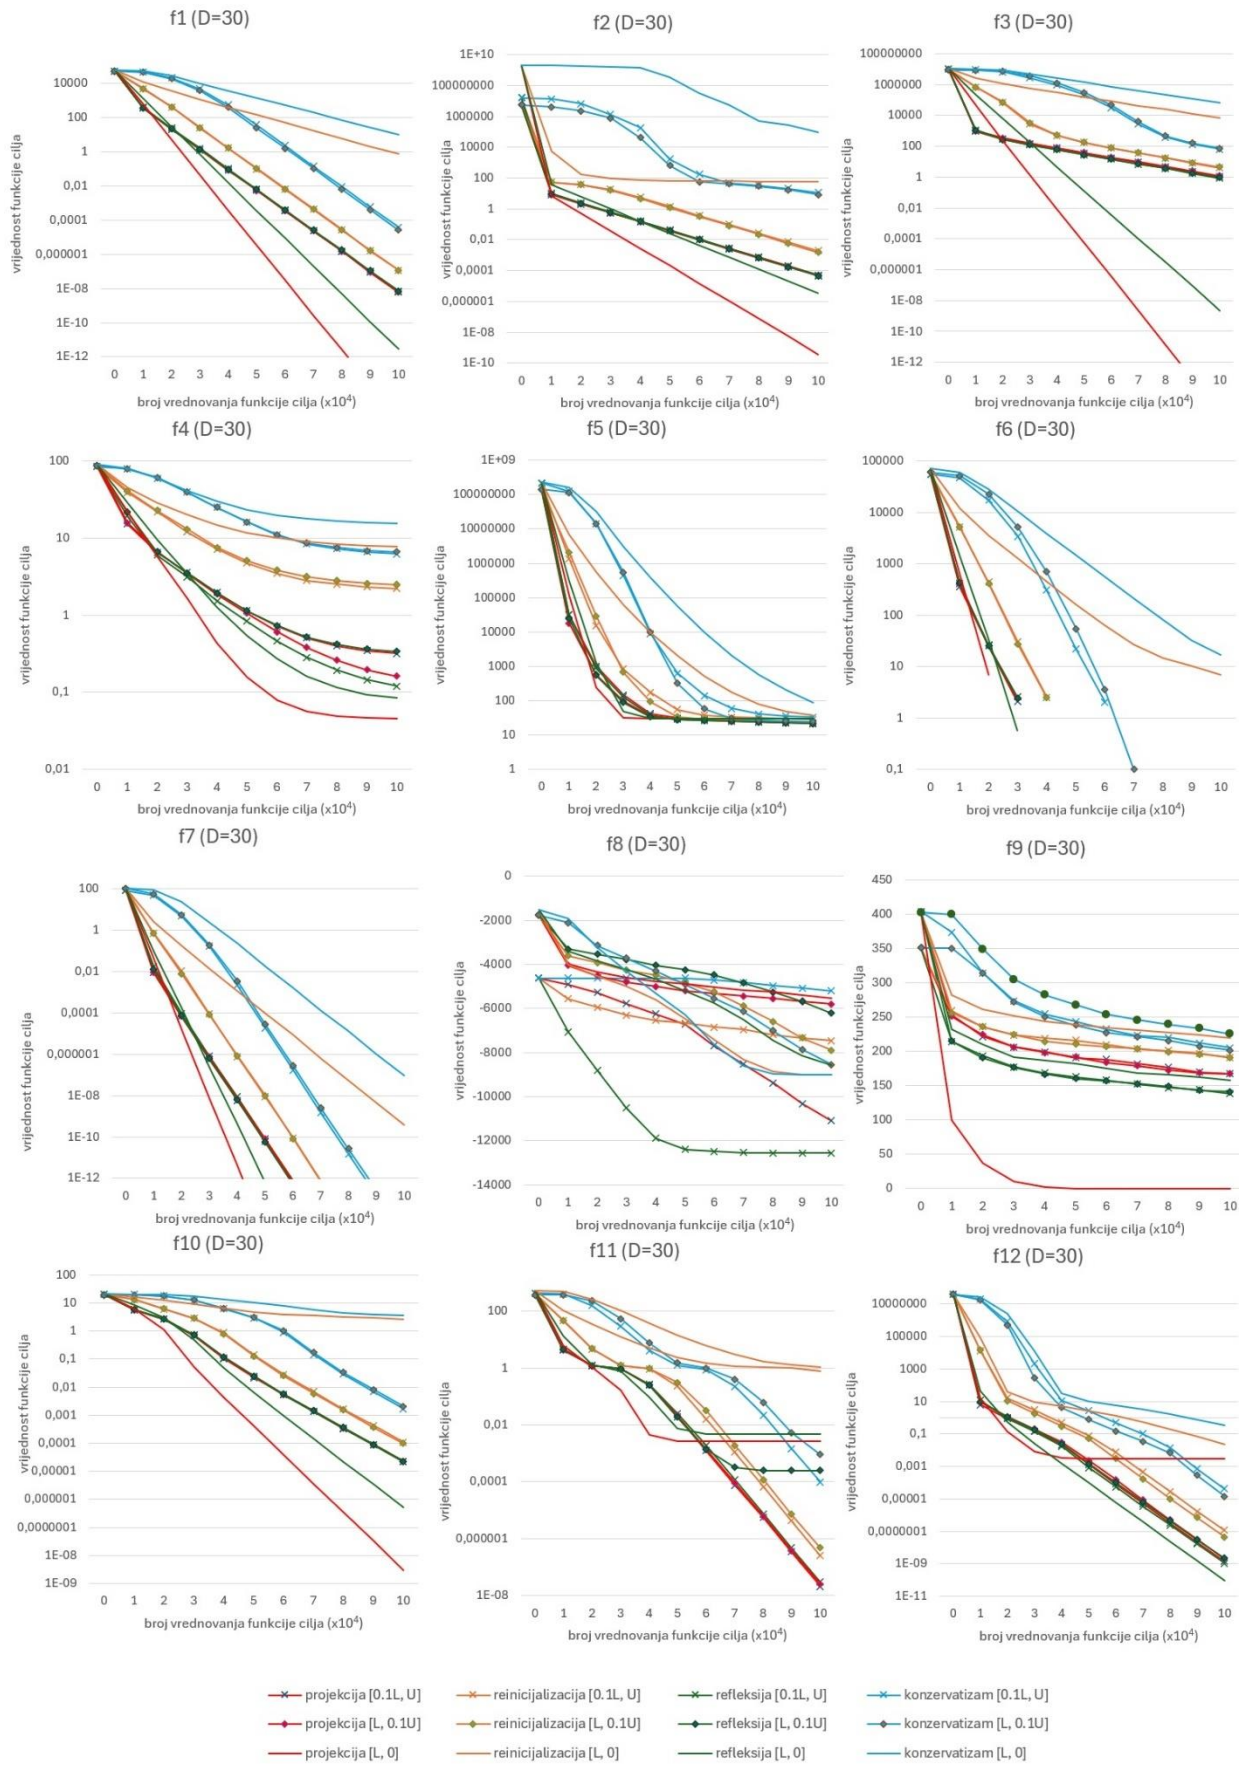 f1 (D=30)
vrijednost funkcije cilja
10000
100
1
0,01
0,0001
0,000001
1E-08
1E-10
1E-12
0 1 2 3 4 5 6 7 8 9 10
broj vrednovanja funkcije cilja (x10⁴)
f2 (D=30)
vrijednost funkcije cilja
1E+10
100000000
1000000
10000
100
1
0,01
0,0001
0,000001
1E-08
1E-10
0 1 2 3 4 5 6 7 8 9 10
broj vrednovanja funkcije cilja (x10⁴)
f3 (D=30)
vrijednost funkcije cilja
100000000
1000000
10000
100
1
0,01
0,0001
0,000001
1E-08
1E-10
1E-12
0 1 2 3 4 5 6 7 8 9 10
broj vrednovanja funkcije cilja (x10⁴)
f4 (D=30)
vrijednost funkcije cilja
100
10
1
0,1
0,01
0 1 2 3 4 5 6 7 8 9 10
broj vrednovanja funkcije cilja (x10⁴)
f5 (D=30)
vrijednost funkcije cilja
1E+09
100000000
10000000
1000000
100000
10000
1000
100
10
1
0 1 2 3 4 5 6 7 8 9 10
broj vrednovanja funkcije cilja (x10⁴)
f6 (D=30)
vrijednost funkcije cilja
100000
10000
1000
100
10
1
0,1
0 1 2 3 4 5 6 7 8 9 10
broj vrednovanja funkcije cilja (x10⁴)
f7 (D=30)
vrijednost funkcije cilja
100
1
0,01
0,0001
0,000001
1E-08
1E-10
1E-12
0 1 2 3 4 5 6 7 8 9 10
broj vrednovanja funkcije cilja (x10⁴)
f8 (D=30)
vrijednost funkcije cilja
0
-2000
-4000
-6000
-8000
-10000
-12000
-14000
0 1 2 3 4 5 6 7 8 9 10
broj vrednovanja funkcije cilja (x10⁴)
f9 (D=30)
vrijednost funkcije cilja
450
400
350
300
250
200
150
100
50
0
0 1 2 3 4 5 6 7 8 9 10
broj vrednovanja funkcije cilja (x10⁴)
f10 (D=30)
vrijednost funkcije cilja
100
10
1
0,1
0,01
0,001
0,0001
0,00001
0,000001
0,0000001
1E-08
1E-09
0 1 2 3 4 5 6 7 8 9 10
broj vrednovanja funkcije cilja (x10⁴)
f11 (D=30)
vrijednost funkcije cilja
100
1
0,01
0,0001
0,000001
1E-08
0 1 2 3 4 5 6 7 8 9 10
broj vrednovanja funkcije cilja (x10⁴)
f12 (D=30)
vrijednost funkcije cilja
10000000
100000
1000
10
0,1
0,001
0,00001
0,0000001
1E-09
1E-11
0 1 2 3 4 5 6 7 8 9 10
broj vrednovanja funkcije cilja (x10⁴)
projekcija [0.1L, U] reinicijalizacija [0.1L, U] refleksija [0.1L, U] konzervatizam [0.1L, U]
projekcija [L, 0.1U] reinicijalizacija [L, 0.1U] refleksija [L, 0.1U] konzervatizam [L, 0.1U]
projekcija [L, 0] reinicijalizacija [L, 0] refleksija [L, 0] konzervatizam [L, 0]